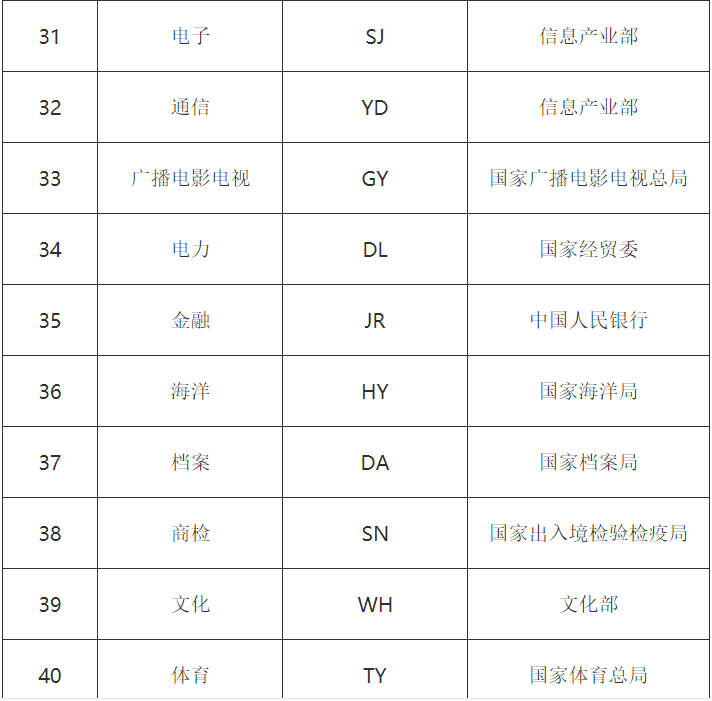 31 电子 SJ 信息产业部
32 通信 YD 信息产业部
33 广播电影电视 GY 国家广播电影电视总局
34 电力 DL 国家经贸委
35 金融 JR 中国人民银行
36 海洋 HY 国家海洋局
37 档案 DA 国家档案局
38 商检 SN 国家出入境检验检疫局
39 文化 WH 文化部
40 体育 TY 国家体育总局